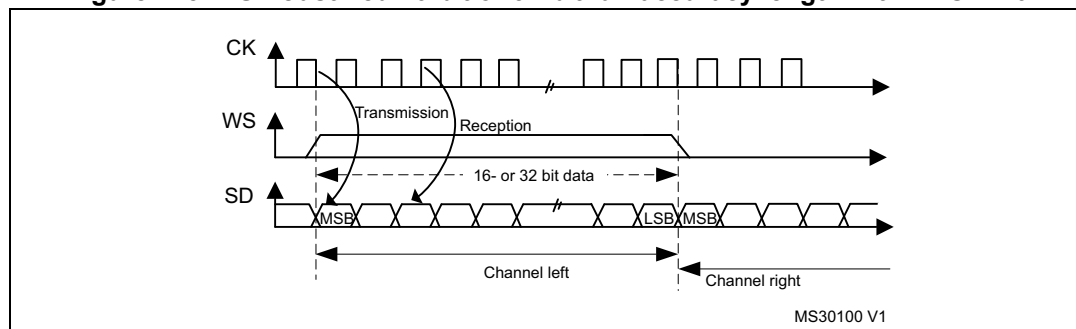 CK
Transmission
WS
Reception
16- or 32 bit data
SD
MSB
LSB
MSB
Channel left
Channel right
MS30100 V1